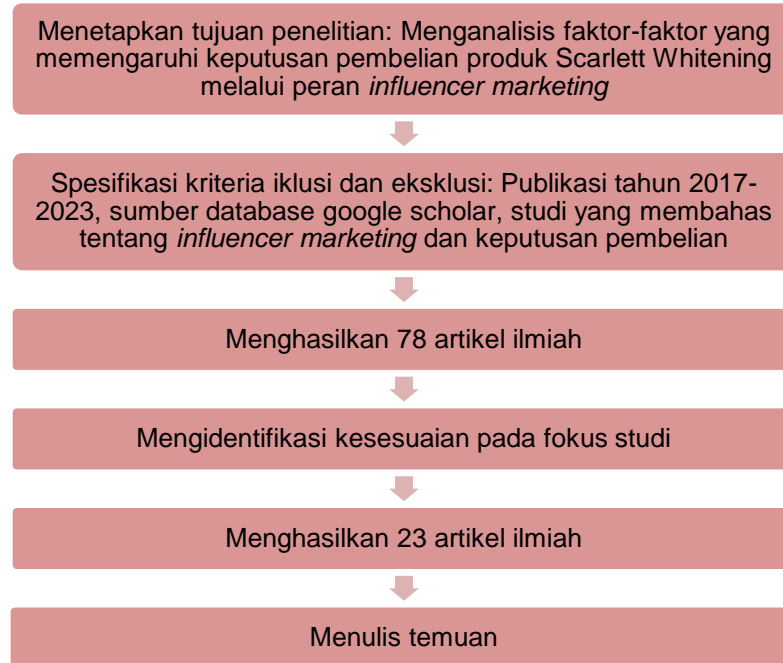 Menetapkan tujuan penelitian: Menganalisis faktor-faktor yang
memengaruhi keputusan pembelian produk Scarlett Whitening
melalui peran influencer marketing
Spesifikasi kriteria iklusi dan eksklusi: Publikasi tahun 2017-
2023, sumber database google scholar, studi yang membahas
tentang influencer marketing dan keputusan pembelian
Menghasilkan 78 artikel ilmiah
Mengidentifikasi kesesuaian pada fokus studi
Menghasilkan 23 artikel ilmiah
Menulis temuan